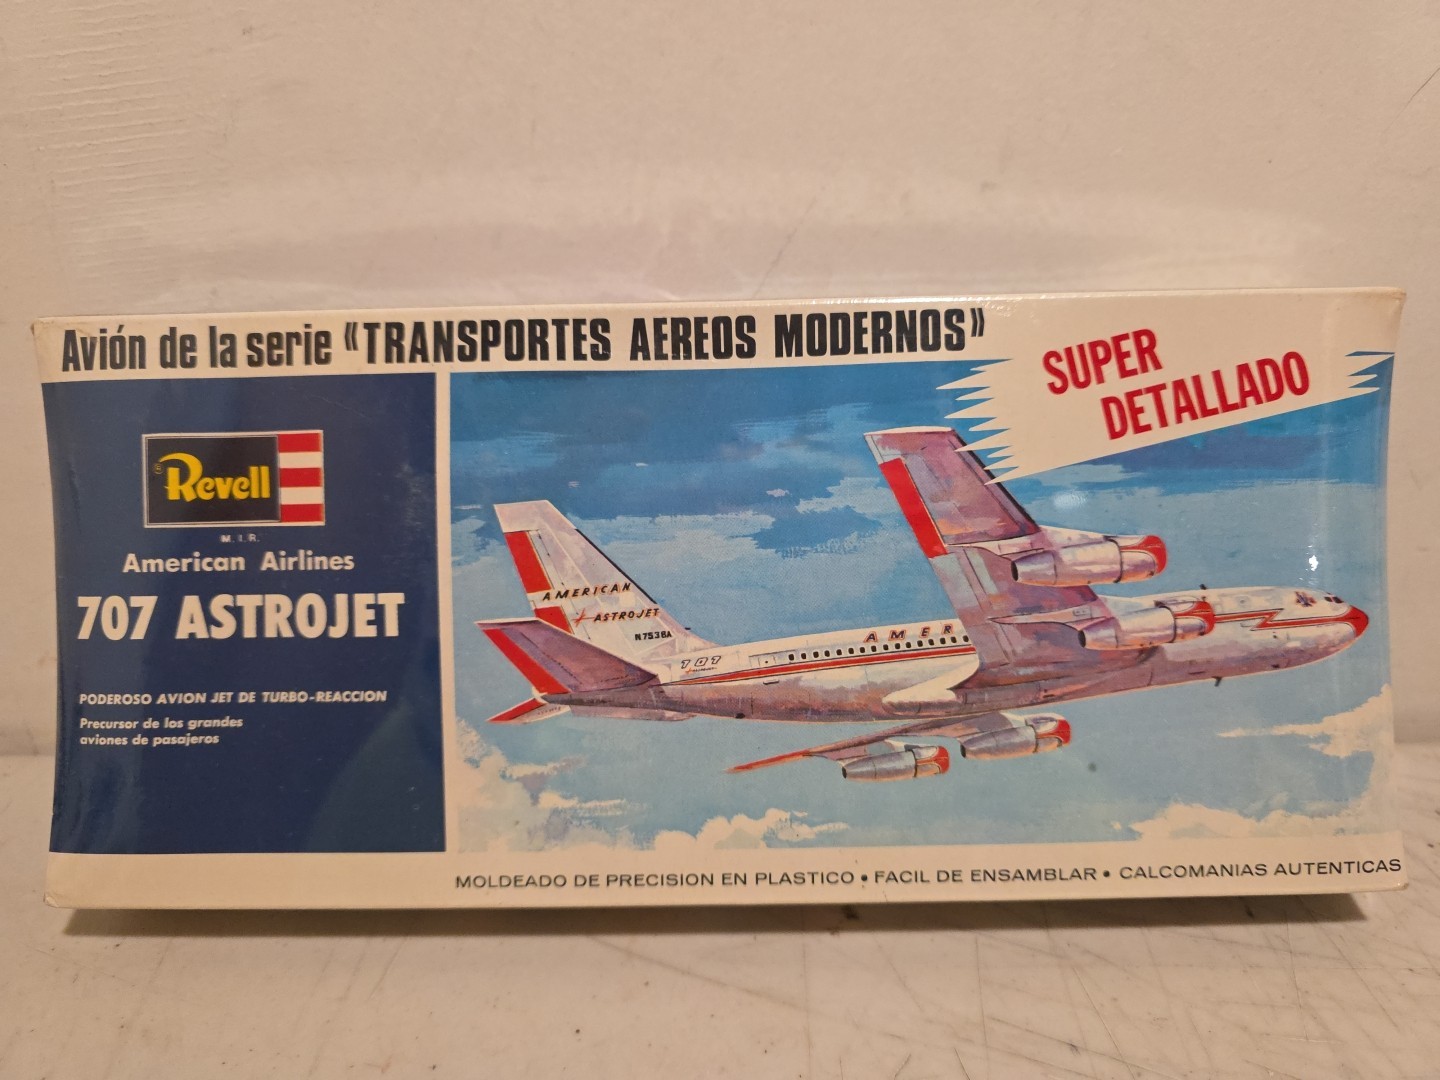 Avión de la serie «TRANSPORTES AEREOS MODERNOS»
SUPER
DETALLADO
® Revell
M.I.R.
American Airlines
707 ASTROJET
PODEROSO AVION JET DE TURBO-REACCION
Precursor de los grandes
aviones de pasajeros
AMERICAN
ASTROJET
N7538A
707
AMER
MOLDEADO DE PRECISION EN PLASTICO • FACIL DE ENSAMBLAR • CALCOMANIAS AUTENTICAS